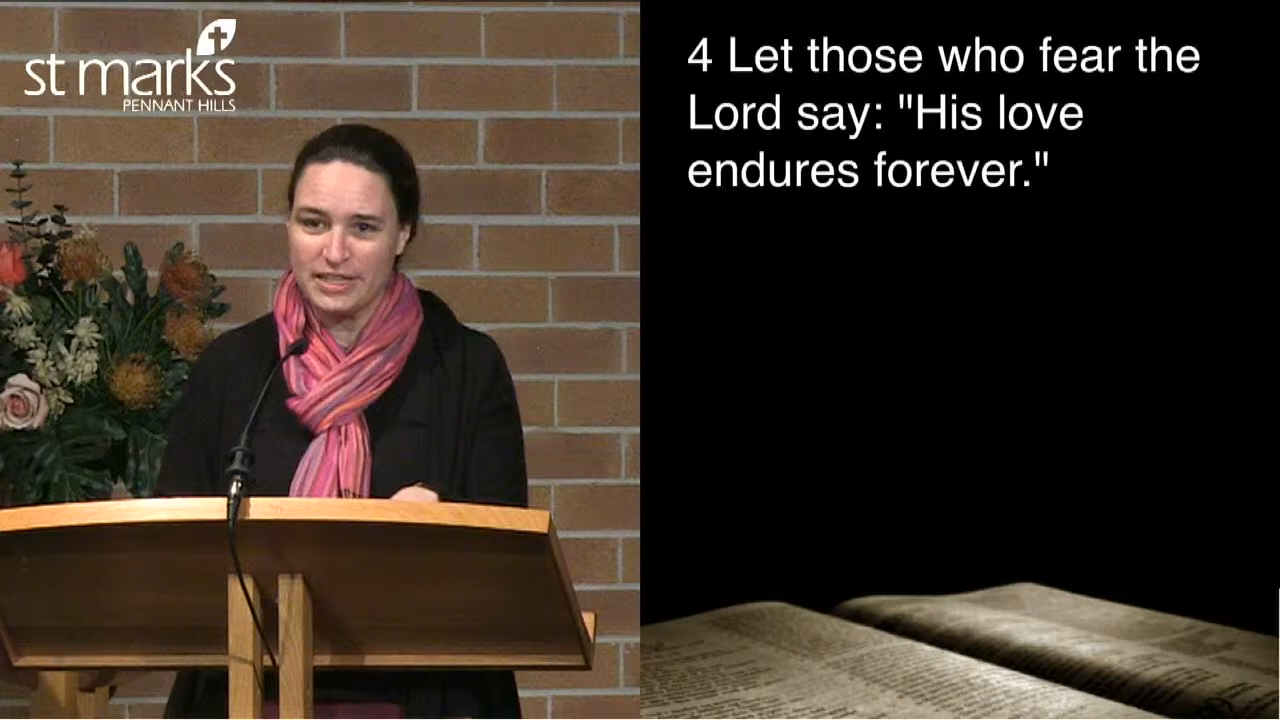 st marks
PENNANT HILLS
4 Let those who fear the
Lord say: "His love
endures forever."